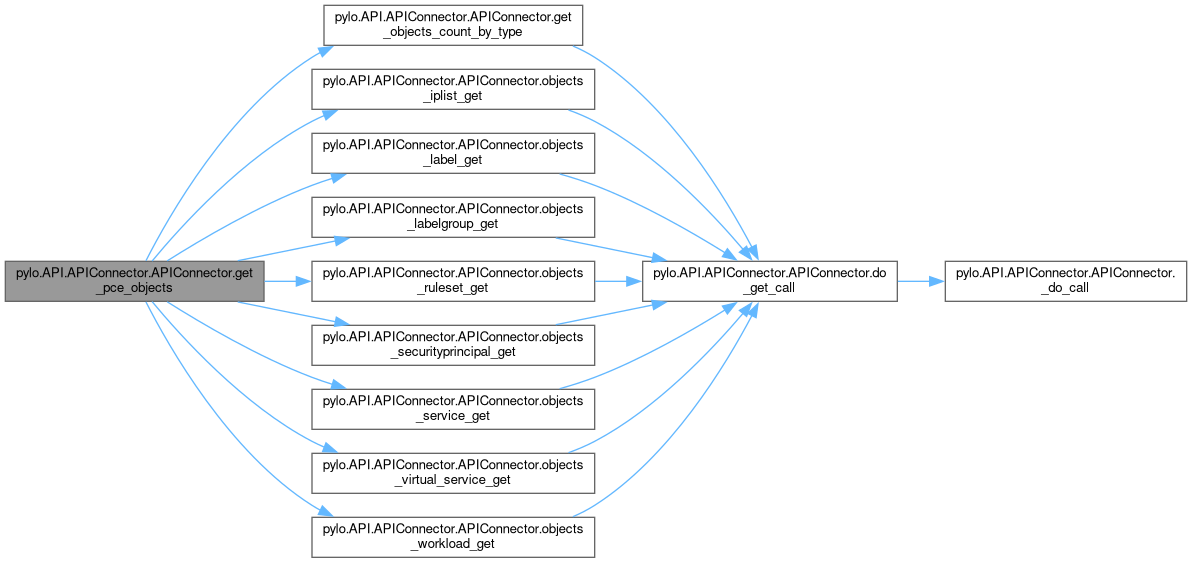 pylo.API.APIConnector.APIConnector.get
_pce_objects
pylo.API.APIConnector.APIConnector.get
_objects_count_by_type
pylo.API.APIConnector.APIConnector.objects
_iplist_get
pylo.API.APIConnector.APIConnector.objects
_label_get
pylo.API.APIConnector.APIConnector.objects
_labelgroup_get
pylo.API.APIConnector.APIConnector.objects
_ruleset_get
pylo.API.APIConnector.APIConnector.objects
_securityprincipal_get
pylo.API.APIConnector.APIConnector.objects
_service_get
pylo.API.APIConnector.APIConnector.objects
_virtual_service_get
pylo.API.APIConnector.APIConnector.objects
_workload_get
pylo.API.APIConnector.APIConnector.do
_get_call
pylo.API.APIConnector.APIConnector.
_do_call